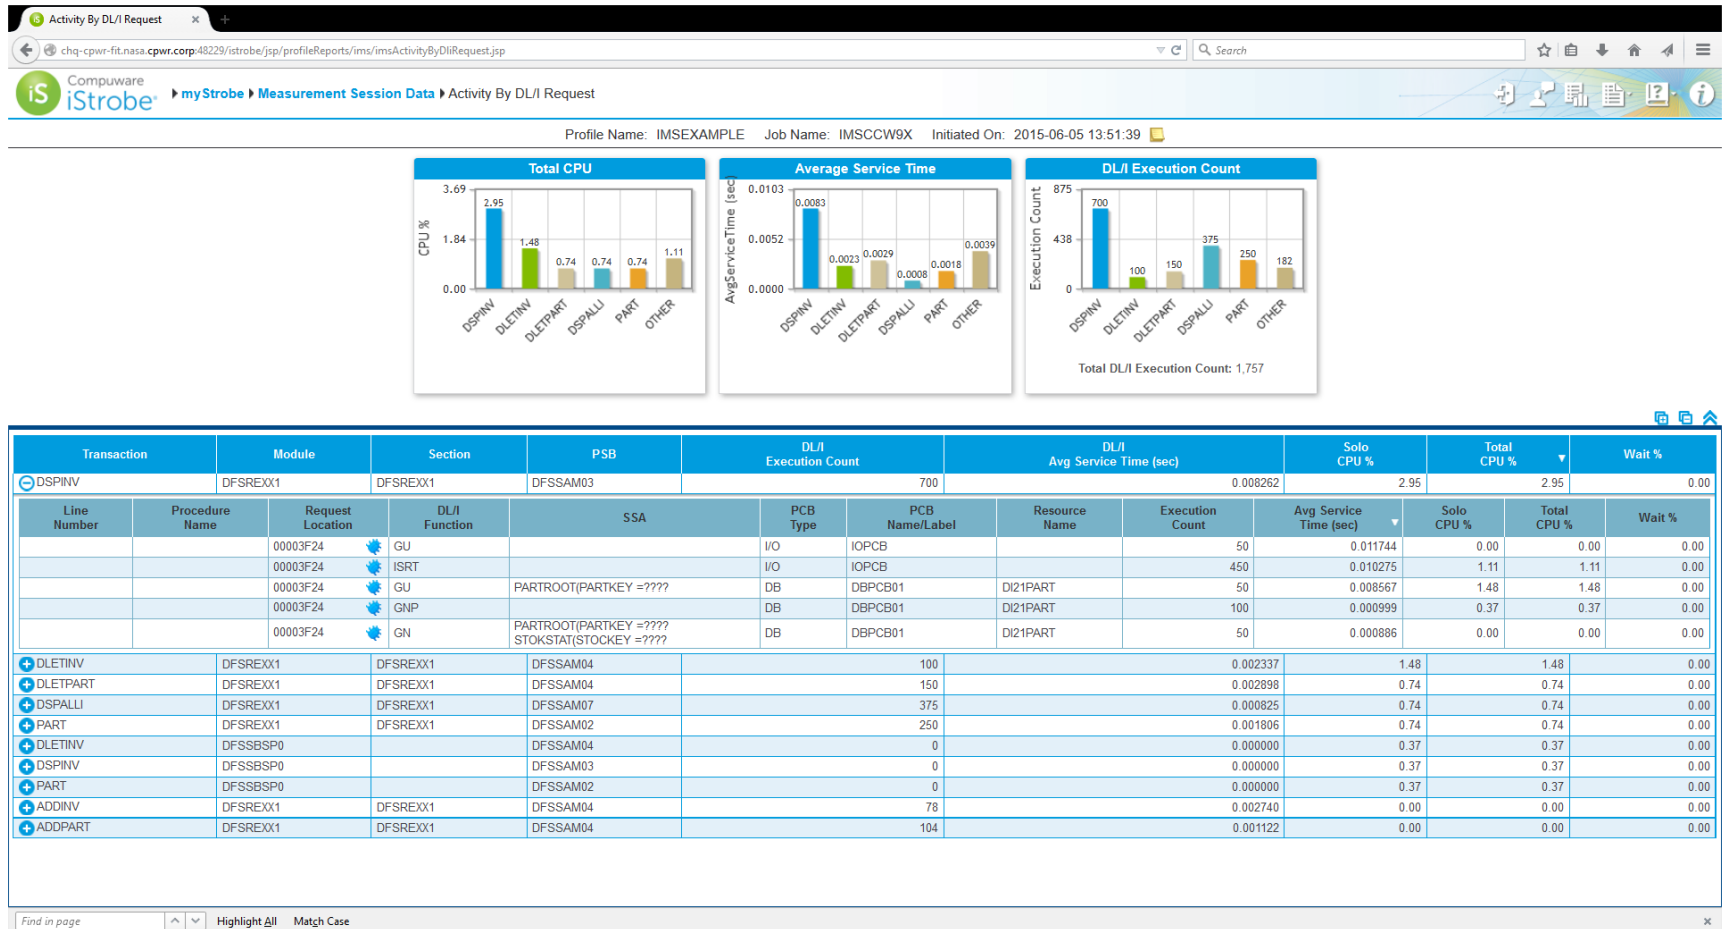 Activity By DL/I Request
chq-cpwr-fit.nasa.cpwr.corp:48229/istrobe/jsp/profileReports/ims/imsActivityByDliRequest.jsp
Search
iS Compuware iStrobe
myStrobe Measurement Session Data Activity By DL/I Request
Profile Name: IMSEXAMPLE Job Name: IMSCCW9X Initiated On: 2015-06-05 13:51:39
Total CPU
CPU %
3.69
1.84
0.00
2.95 1.48 0.74 0.74 0.74 1.11
DSPINV DLETINV DLETPART DSPALLI PART OTHER
Average Service Time
AvgServiceTime (sec)
0.0103
0.0052
0.0000
0.0083 0.0023 0.0029 0.0008 0.0018 0.0039
DSPINV DLETINV DLETPART DSPALLI PART OTHER
DL/I Execution Count
Execution Count
875
438
0
700 100 150 375 250 182
DSPINV DLETINV DLETPART DSPALLI PART OTHER
Total DL/I Execution Count: 1,757
Transaction Module Section PSB DL/I Execution Count DL/I Avg Service Time (sec) Solo CPU % Total CPU % Wait %
DSPINV DFSREXX1 DFSREXX1 DFSSAM03 700 0.008262 2.95 2.95 0.00
Line Number Procedure Name Request Location DL/I Function SSA PCB Type PCB Name/Label Resource Name Execution Count Avg Service Time (sec) Solo CPU % Total CPU % Wait %
00003F24 GU I/O IOPCB 50 0.011744 0.00 0.00 0.00
00003F24 ISRT I/O IOPCB 450 0.010275 1.11 1.11 0.00
00003F24 GU PARTROOT(PARTKEY =???? DB DBPCB01 DI21PART 50 0.008567 1.48 1.48 0.00
00003F24 GNP DB DBPCB01 DI21PART 100 0.000999 0.37 0.37 0.00
00003F24 GN PARTROOT(PARTKEY =???? STOKSTAT(STOCKEY =???? DB DBPCB01 DI21PART 50 0.000886 0.00 0.00 0.00
DLETINV DFSREXX1 DFSREXX1 DFSSAM04 100 0.002337 1.48 1.48 0.00
DLETPART DFSREXX1 DFSREXX1 DFSSAM04 150 0.002898 0.74 0.74 0.00
DSPALLI DFSREXX1 DFSREXX1 DFSSAM07 375 0.000825 0.74 0.74 0.00
PART DFSREXX1 DFSREXX1 DFSSAM02 250 0.001806 0.74 0.74 0.00
DLETINV DFSSBSP0 DFSSAM04 0 0.000000 0.37 0.37 0.00
DSPINV DFSSBSP0 DFSSAM03 0 0.000000 0.37 0.37 0.00
PART DFSSBSP0 DFSSAM02 0 0.000000 0.37 0.37 0.00
ADDINV DFSREXX1 DFSREXX1 DFSSAM04 78 0.002740 0.00 0.00 0.00
ADDPART DFSREXX1 DFSREXX1 DFSSAM04 104 0.001122 0.00 0.00 0.00
Find in page Highlight All Match Case